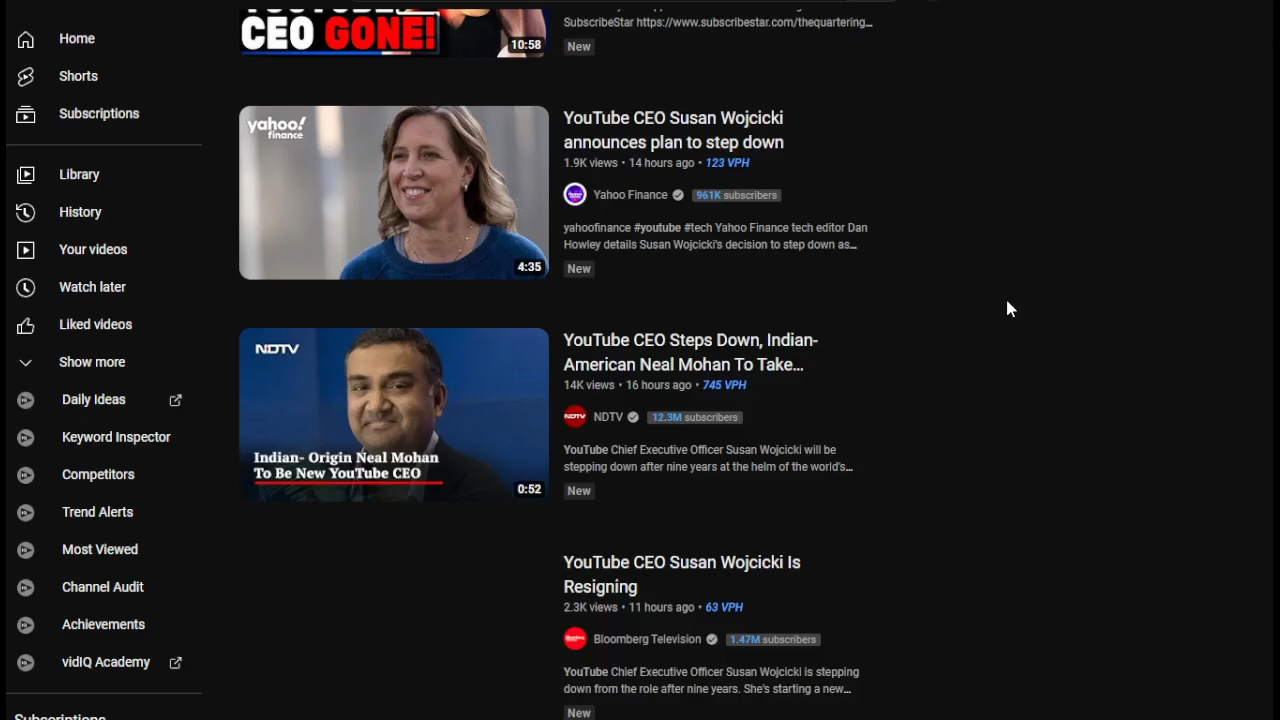 CEO GONE!
10:58
SubscribeStar https://www.subscribestar.com/thequartering...
New
Home
Shorts
Subscriptions
Library
History
Your videos
Watch later
Liked videos
Show more
Daily Ideas
Keyword Inspector
Competitors
Trend Alerts
Most Viewed
Channel Audit
Achievements
vidIQ Academy
Subscriptions
yahoo!
finance
4:35
YouTube CEO Susan Wojcicki
announces plan to step down
1.9K views • 14 hours ago • 123 VPH
Yahoo Finance 961K subscribers
yahoofinance #youtube #tech Yahoo Finance tech editor Dan
Howley details Susan Wojcicki's decision to step down as...
New
NDTV
Indian- Origin Neal Mohan
To Be New YouTube CEO
0:52
YouTube CEO Steps Down, Indian-
American Neal Mohan To Take...
14K views • 16 hours ago • 745 VPH
NDTV 12.3M subscribers
YouTube Chief Executive Officer Susan Wojcicki will be
stepping down after nine years at the helm of the world's...
New
YouTube CEO Susan Wojcicki Is
Resigning
2.3K views • 11 hours ago • 63 VPH
Bloomberg Television 1.47M subscribers
YouTube Chief Executive Officer Susan Wojcicki is stepping
down from the role after nine years. She's starting a new...
New